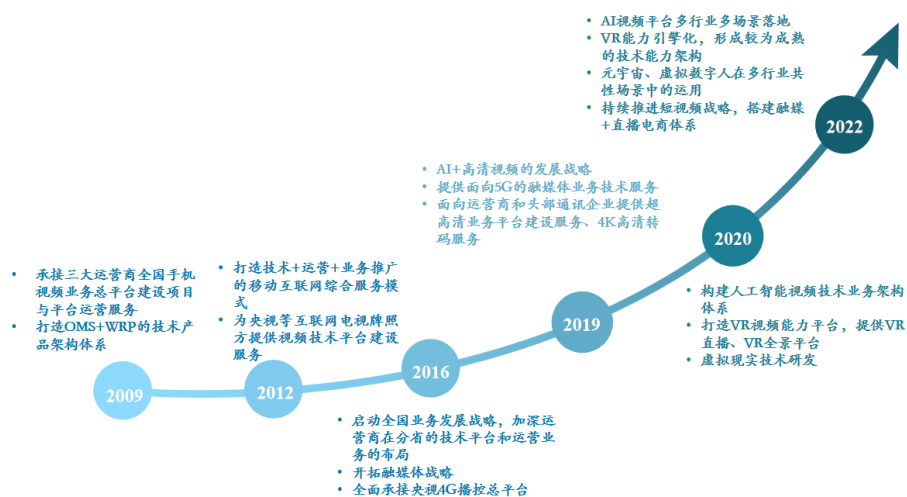 • 承接三大运营商全国手机
视频业务总平台建设项目
与平台运营服务
• 打造OMS+WRP的技术产
品架构体系
2009
• 打造技术+运营+业务推广
的移动互联网综合服务模
式
• 为央视等互联网电视牌照
方提供视频技术平台建设
服务
2012
2016
• 启动全国业务发展战略，加深运
营商在分省的技术平台和运营业
务的布局
• 开拓融媒体战略
• 全面承接央视4G播控总平台
• AI+高清视频的发展战略
• 提供面向5G的融媒体业务技术服务
• 面向运营商和头部通讯企业提供超
高清业务平台建设服务、4K高清转
码服务
2019
2020
• 构建人工智能视频技术业务架构
体系
• 打造VR视频能力平台，提供VR
直播、VR全景平台
• 虚拟现实技术研发
• AI视频平台多行业多场景落地
• VR能力引擎化，形成较为成熟
的技术能力架构
• 元宇宙、虚拟数字人在多行业共
性场景中的运用
• 持续推进短视频战略，搭建融媒
+直播电商体系
2022